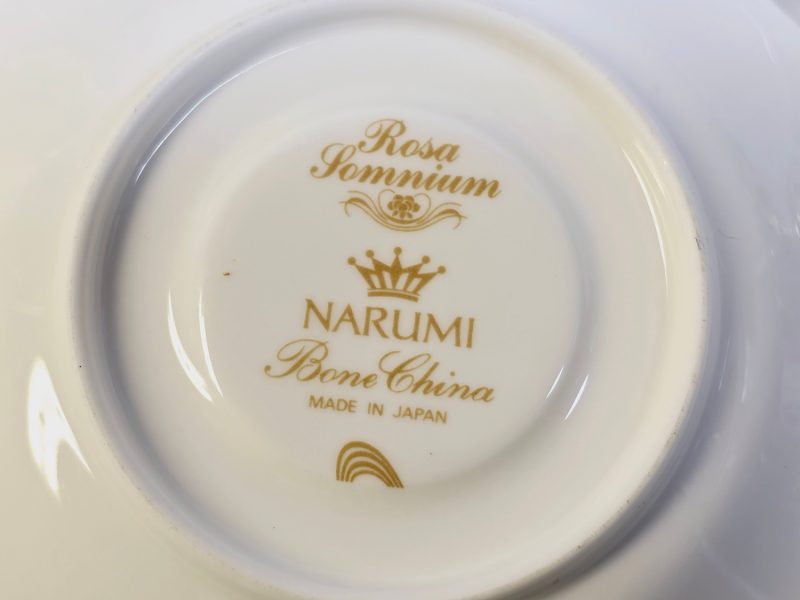 Rosa
Somnium
NARUMI
Bone China
MADE IN JAPAN